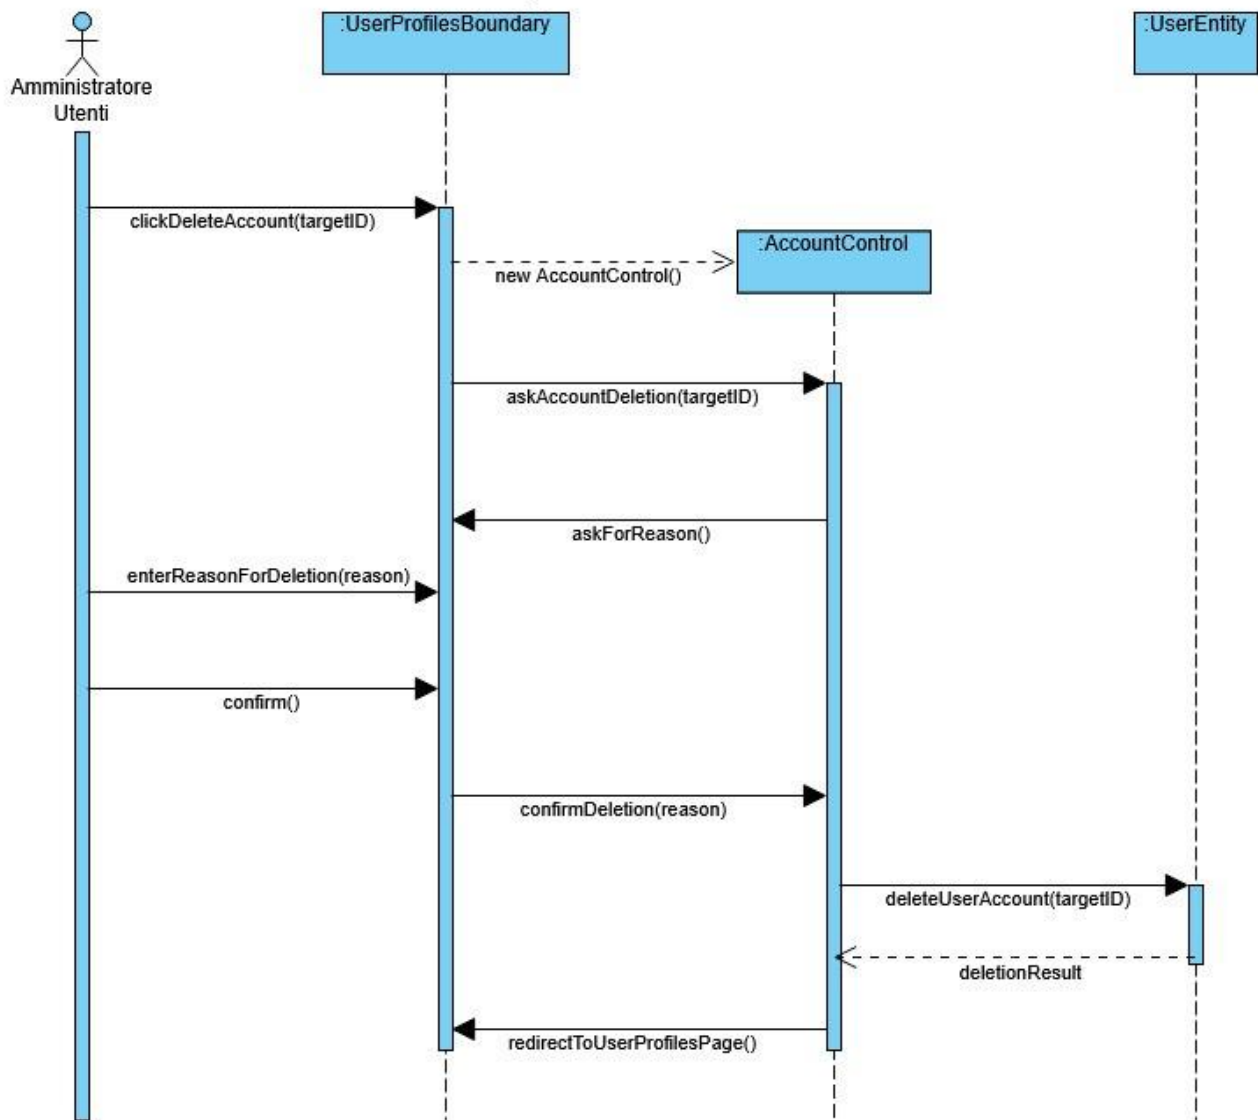 :UserProfilesBoundary
:UserEntity
Amministratore
Utenti
clickDeleteAccount(targetID)
:AccountControl
new AccountControl()
askAccountDeletion(targetID)
askForReason()
enterReasonForDeletion(reason)
confirm()
confirmDeletion(reason)
deleteUserAccount(targetID)
deletionResult
redirectToUserProfilesPage()